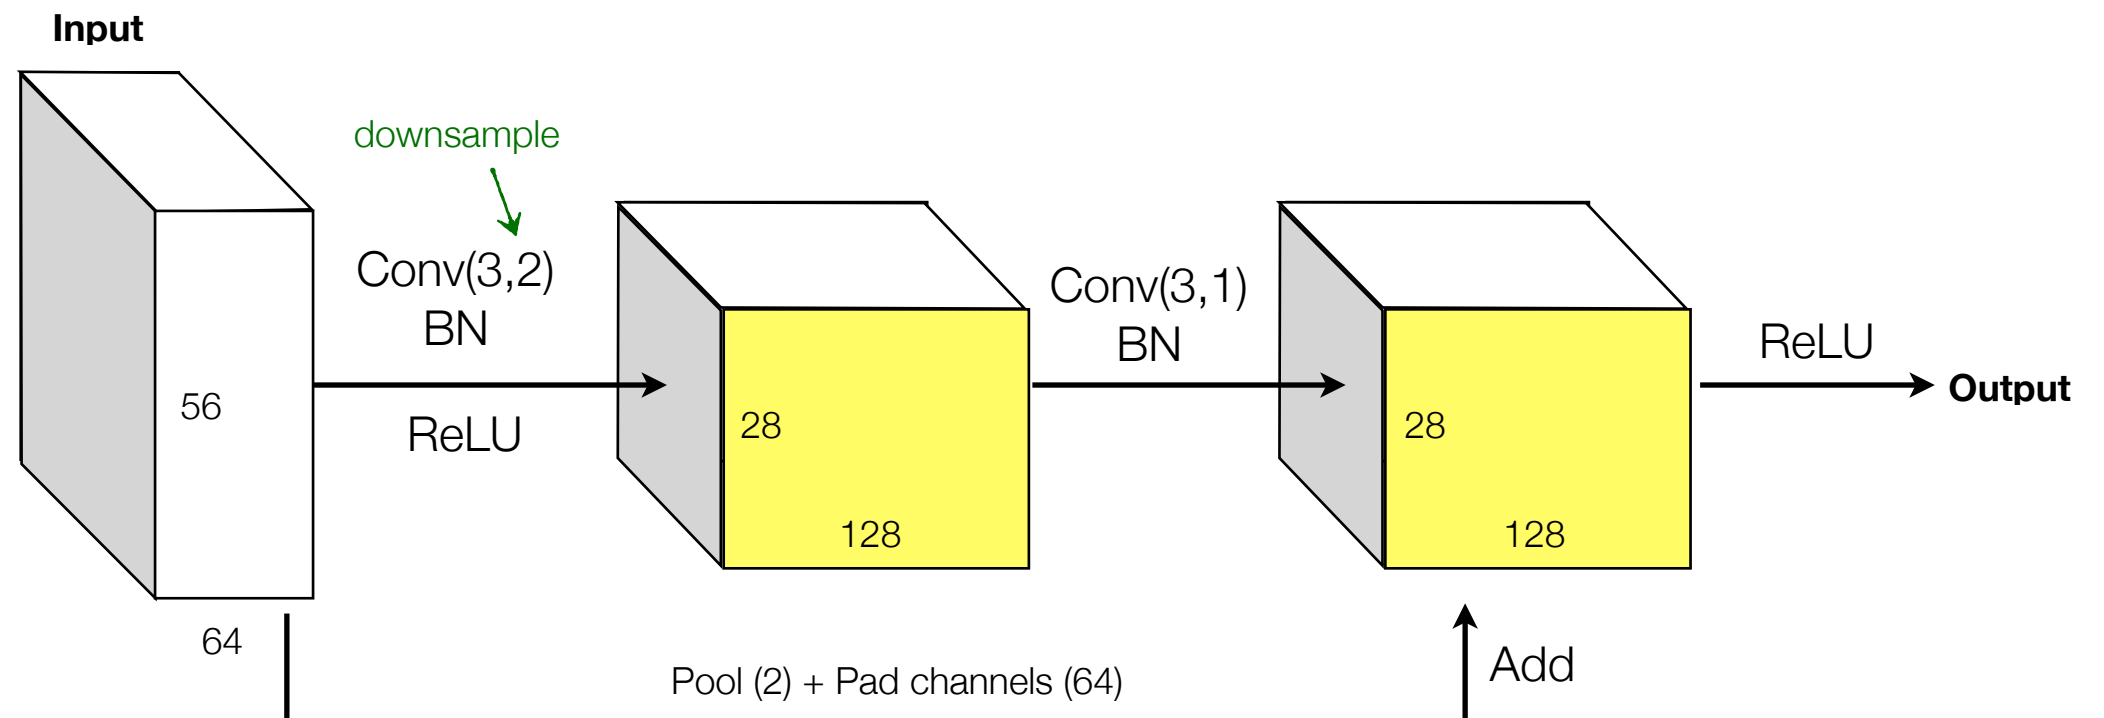 Input
downsample
Conv(3,2)
BN
ReLU
56
64
28
128
Conv(3,1)
BN
28
128
ReLU
Output
Pool (2) + Pad channels (64)
Add